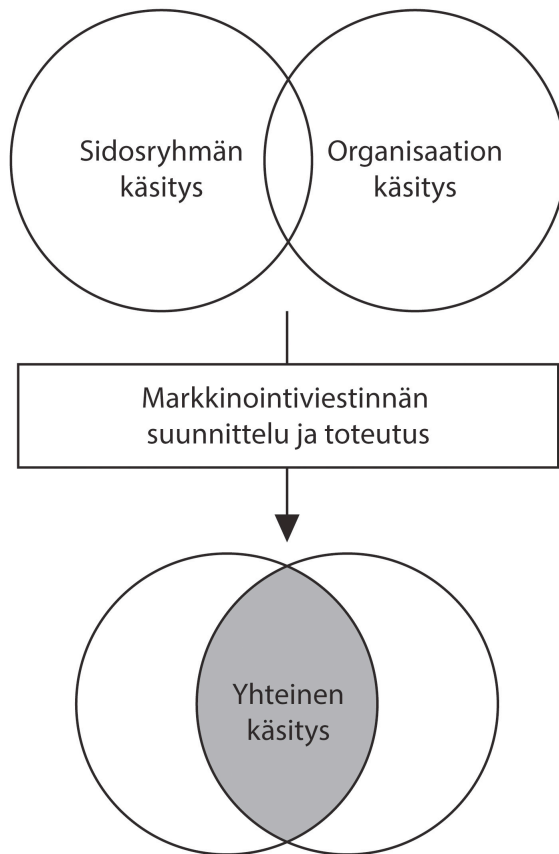 Sidosryhmän
käsitys
Organisaation
käsitys
Markkinointiviestinnän
suunnittelu ja toteutus
Yhteinen
käsitys